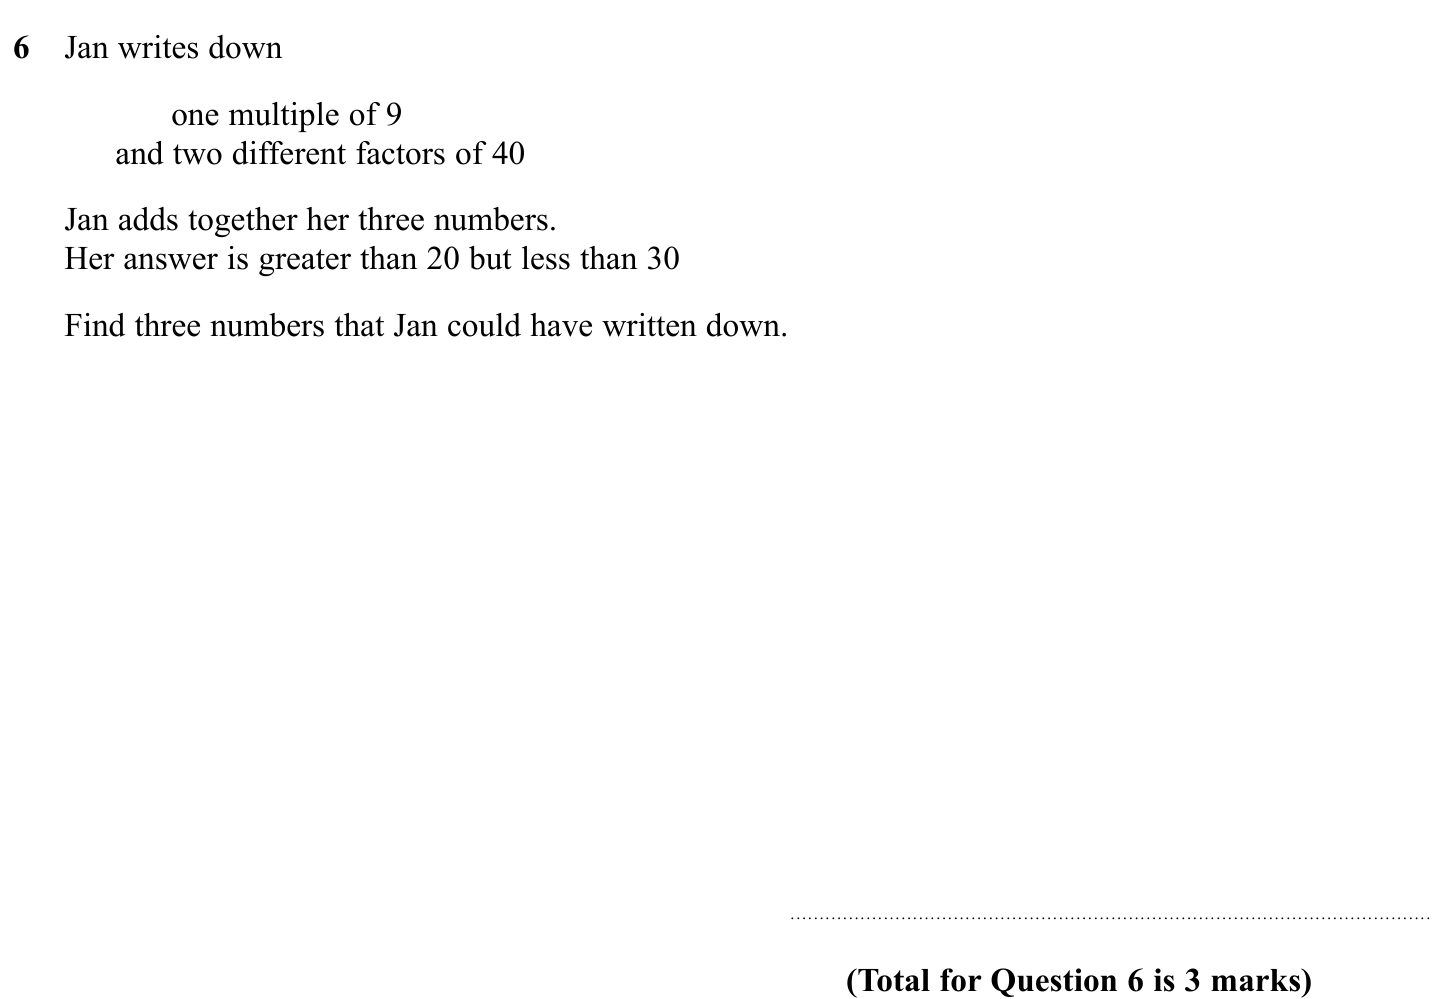 6 Jan writes down
one multiple of 9
and two different factors of 40
Jan adds together her three numbers.
Her answer is greater than 20 but less than 30
Find three numbers that Jan could have written down.
(Total for Question 6 is 3 marks)